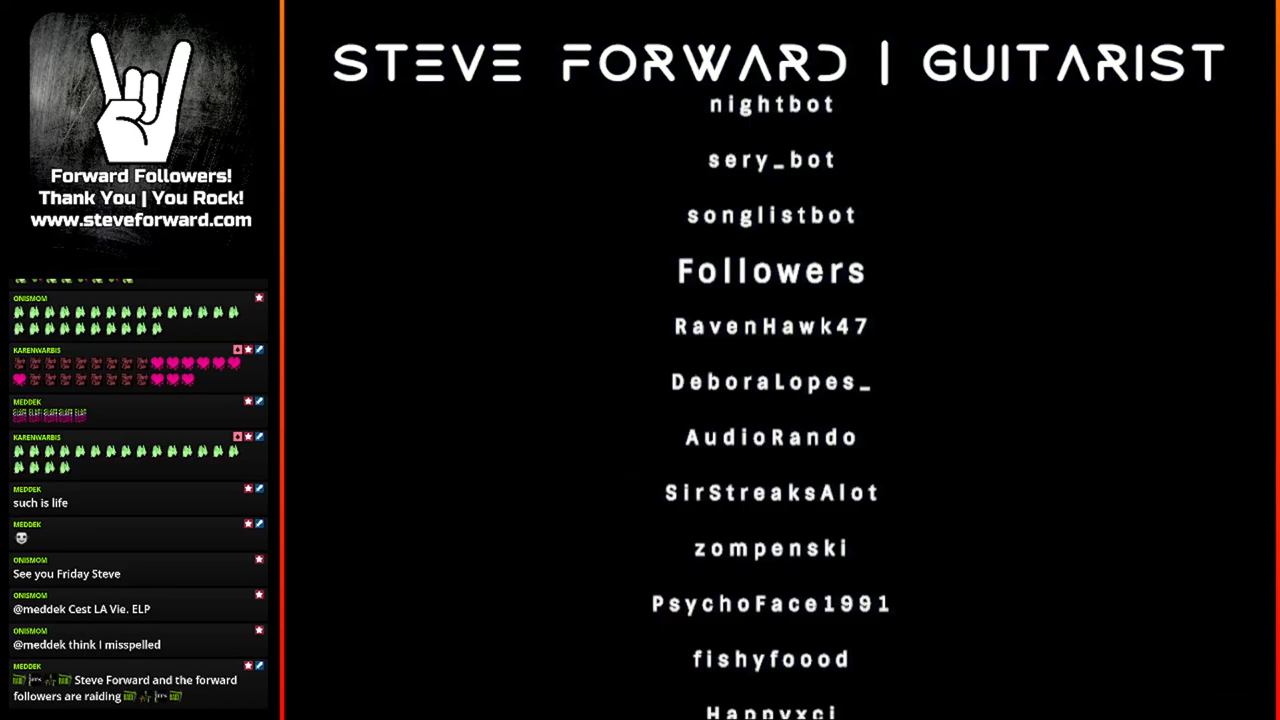 Forward Followers!
Thank You | You Rock!
www.steveforward.com
ONISMOM
KARENWARBIS
MEDDEK
KARENWARBIS
MEDDEK
such is life
MEDDEK
ONISMOM
See you Friday Steve
ONISMOM
@meddek Cest LA Vie. ELP
ONISMOM
@meddek think I misspelled
MEDDEK
Steve Forward and the forward
followers are raiding
STEVE FORWARD | GUITARIST
nightbot
sery_bot
songlistbot
Followers
RavenHawk47
DeboraLopes_
AudioRando
SirStreaksAlot
zompenski
PsychoFace1991
fishyfoood
Happyxci